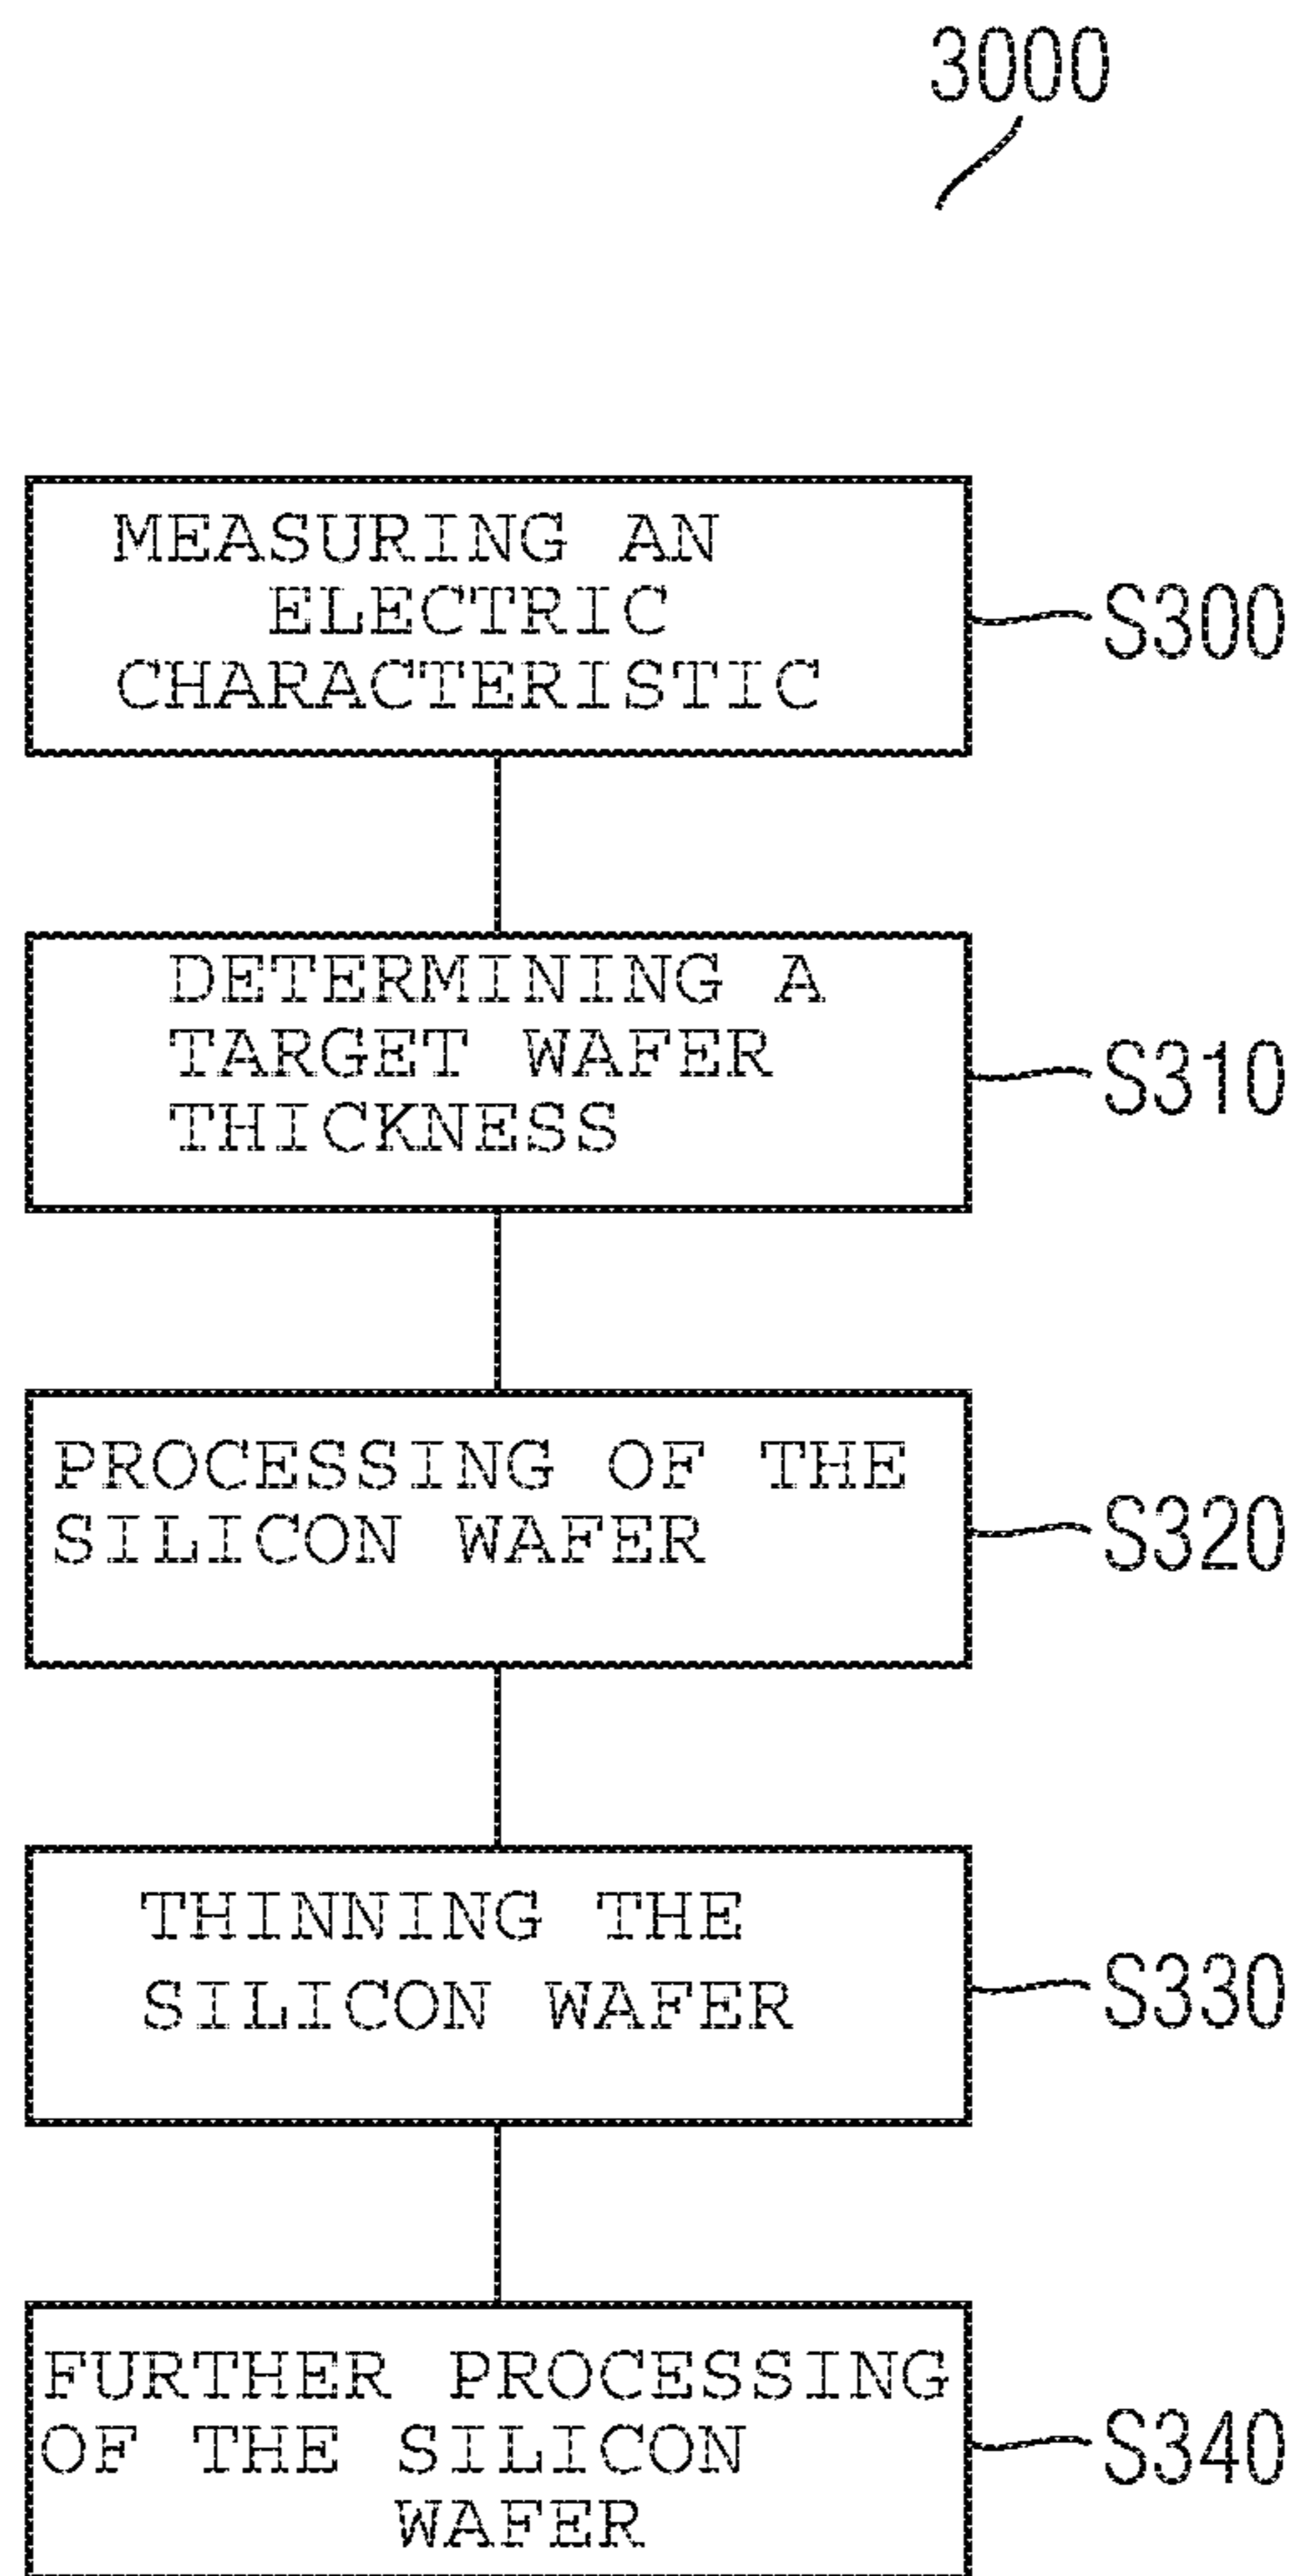 3000
MEASURING AN
ELECTRIC
CHARACTERISTIC
S300
DETERMINING A
TARGET WAFER
THICKNESS
S310
PROCESSING OF THE
SILICON WAFER
S320
THINNING THE
SILICON WAFER
S330
FURTHER PROCESSING
OF THE SILICON
WAFER
S340